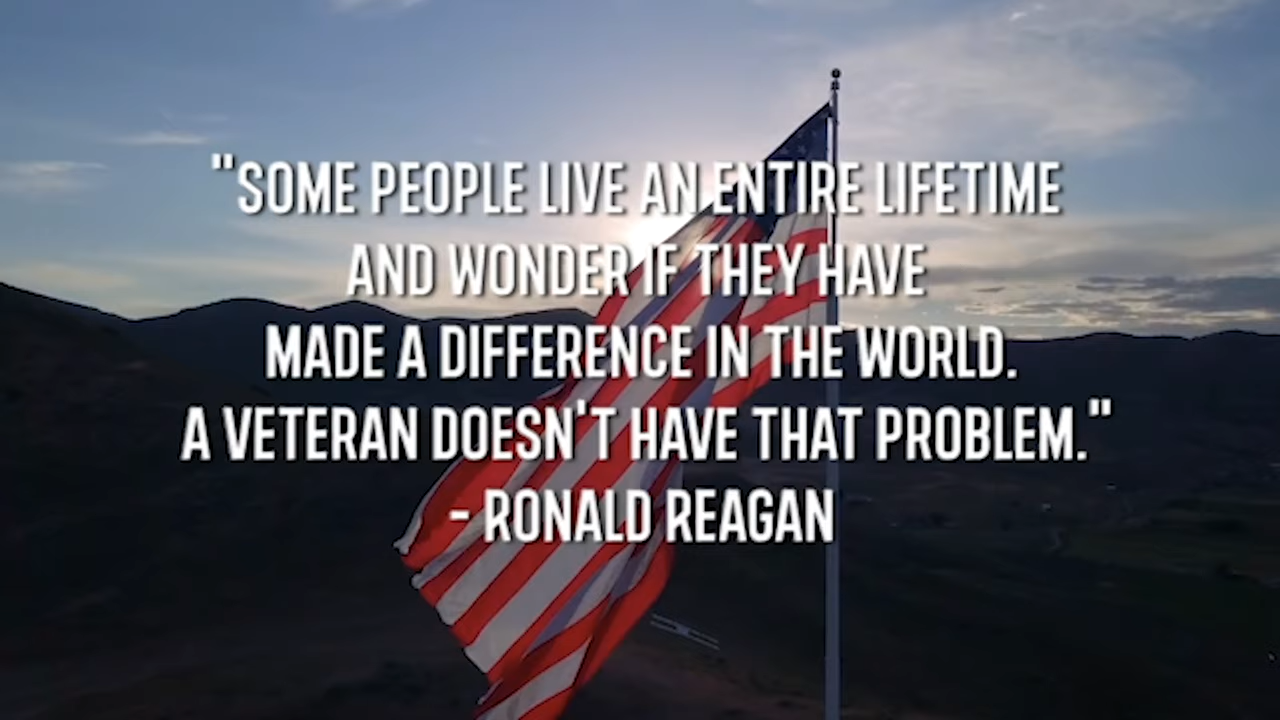 "SOME PEOPLE LIVE AN ENTIRE LIFETIME
AND WONDER IF THEY HAVE
MADE A DIFFERENCE IN THE WORLD.
A VETERAN DOESN'T HAVE THAT PROBLEM."
- RONALD REAGAN